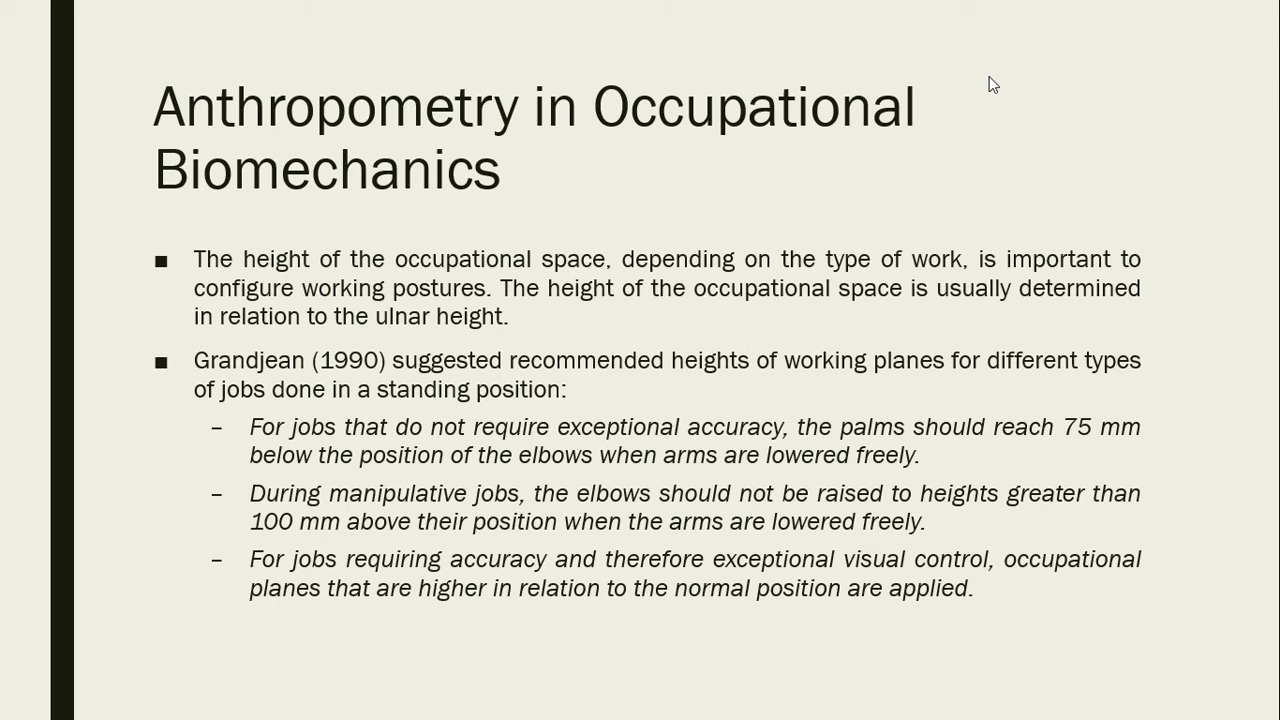 Anthropometry in Occupational
Biomechanics
■ The height of the occupational space, depending on the type of work, is important to
configure working postures. The height of the occupational space is usually determined
in relation to the ulnar height.
■ Grandjean (1990) suggested recommended heights of working planes for different types
of jobs done in a standing position:
– For jobs that do not require exceptional accuracy, the palms should reach 75 mm
below the position of the elbows when arms are lowered freely.
– During manipulative jobs, the elbows should not be raised to heights greater than
100 mm above their position when the arms are lowered freely.
– For jobs requiring accuracy and therefore exceptional visual control, occupational
planes that are higher in relation to the normal position are applied.